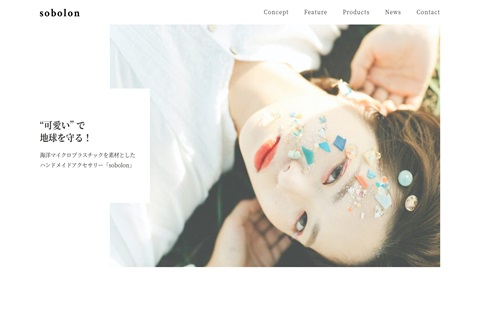 sobolon
Concept Feature Products News Contact
“可愛い” で
地球を守る！
海洋マイクロプラスチックを素材とした
ハンドメイドアクセサリー「sobolon」